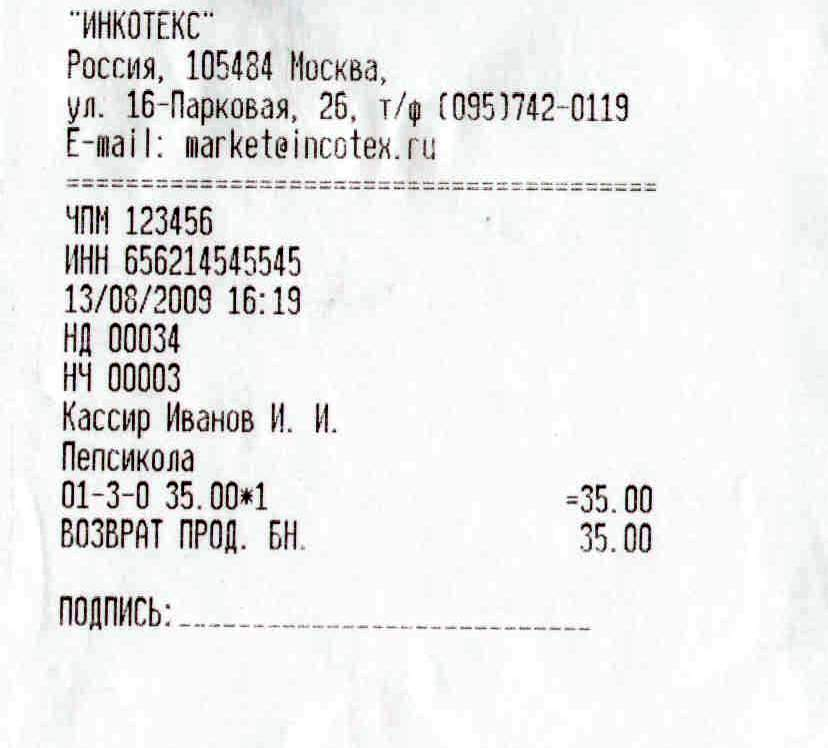 "ИНКОТЕКС"
Россия, 105484 Москва,
ул. 16-Парковая, 26, т/ф (095)742-0119
E-mail: market@incotex.ru
========================================
ЧПМ 123456
ИНН 656214545545
13/08/2009 16:19
НД 00034
НЧ 00003
Кассир Иванов И. И.
Пепсикола
01-3-0 35.00*1 =35.00
ВОЗВРАТ ПРОД. БН. 35.00
ПОДПИСЬ:____________________________